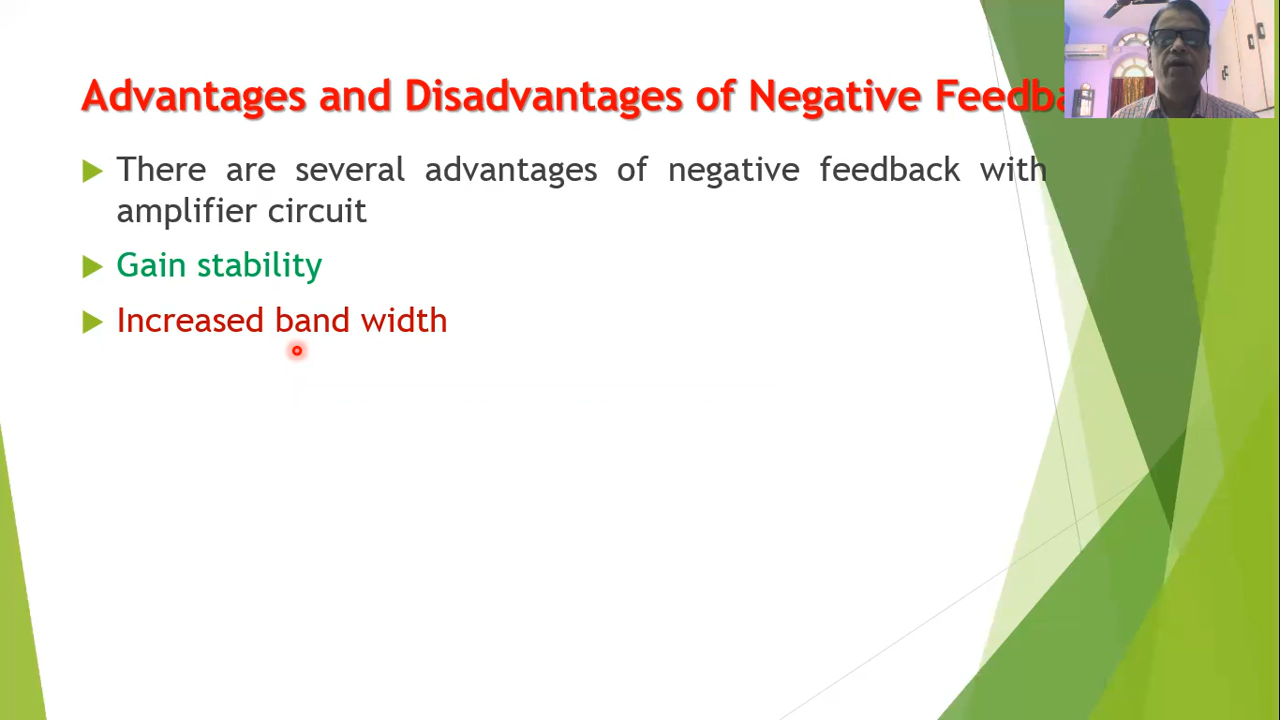 Advantages and Disadvantages of Negative
There are several advantages of negative feedback with
amplifier circuit
Gain stability
Increased band width